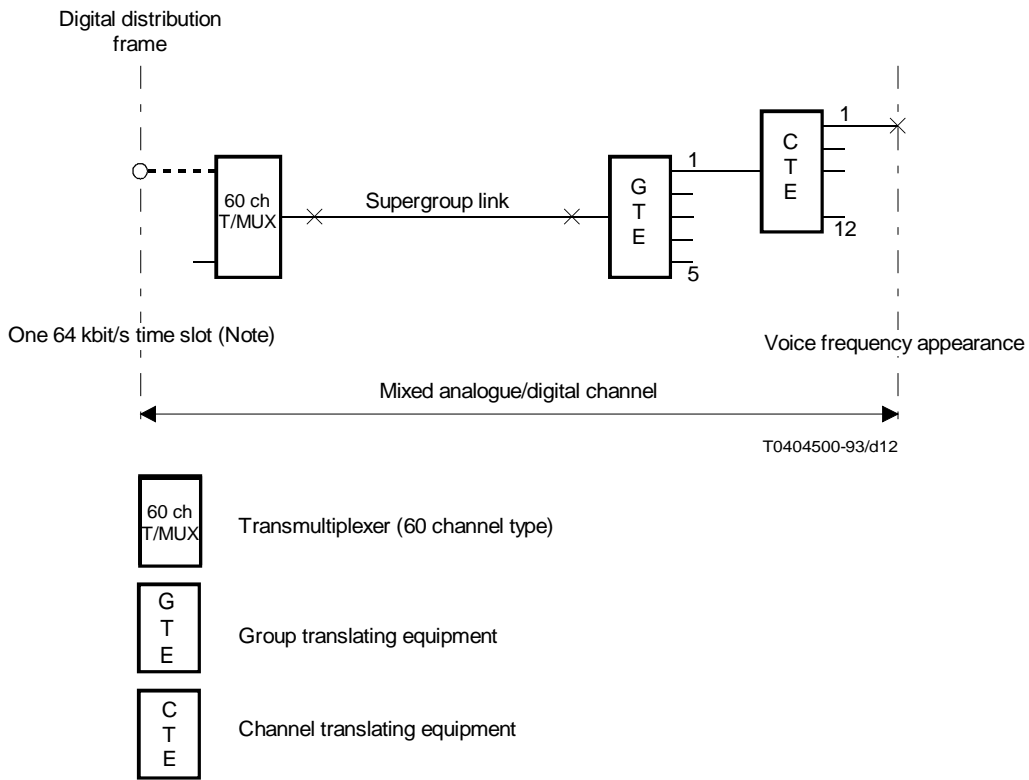 Digital distribution
frame
1
C
T
E
12
1
G
T
E
5
60 ch
T/MUX
Supergroup link
One 64 kbit/s time slot (Note)
Voice frequency appearance
Mixed analogue/digital channel
T0404500-93/d12
60 ch
T/MUX
Transmultiplexer (60 channel type)
G
T
E
Group translating equipment
C
T
E
Channel translating equipment